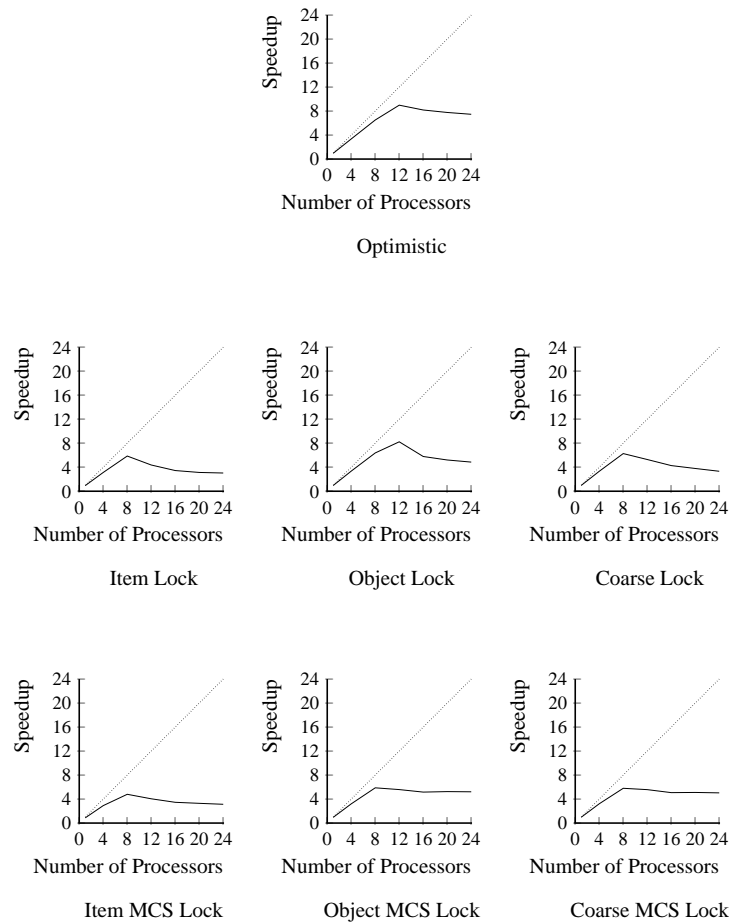 Speedup
24
20
16
12
8
4
0
0 4 8 12 16 20 24
Number of Processors
Optimistic
Speedup
24
20
16
12
8
4
0
0 4 8 12 16 20 24
Number of Processors
Item Lock
Speedup
24
20
16
12
8
4
0
0 4 8 12 16 20 24
Number of Processors
Object Lock
Speedup
24
20
16
12
8
4
0
0 4 8 12 16 20 24
Number of Processors
Coarse Lock
Speedup
24
20
16
12
8
4
0
0 4 8 12 16 20 24
Number of Processors
Item MCS Lock
Speedup
24
20
16
12
8
4
0
0 4 8 12 16 20 24
Number of Processors
Object MCS Lock
Speedup
24
20
16
12
8
4
0
0 4 8 12 16 20 24
Number of Processors
Coarse MCS Lock